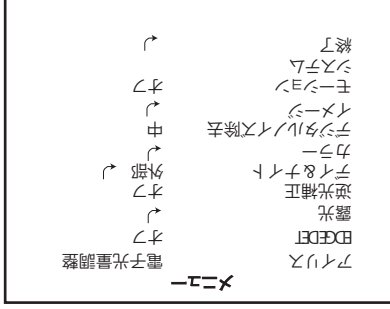 メニュー
アイリス 電子光量調整
EDGEDET オフ
露光 ↵
逆光補正 オフ
デイ&ナイト 外部 ↵
カラー ↵
デジタルノイズ除去 中
イメージ ↵
モーション オフ
システム
終了 ↵